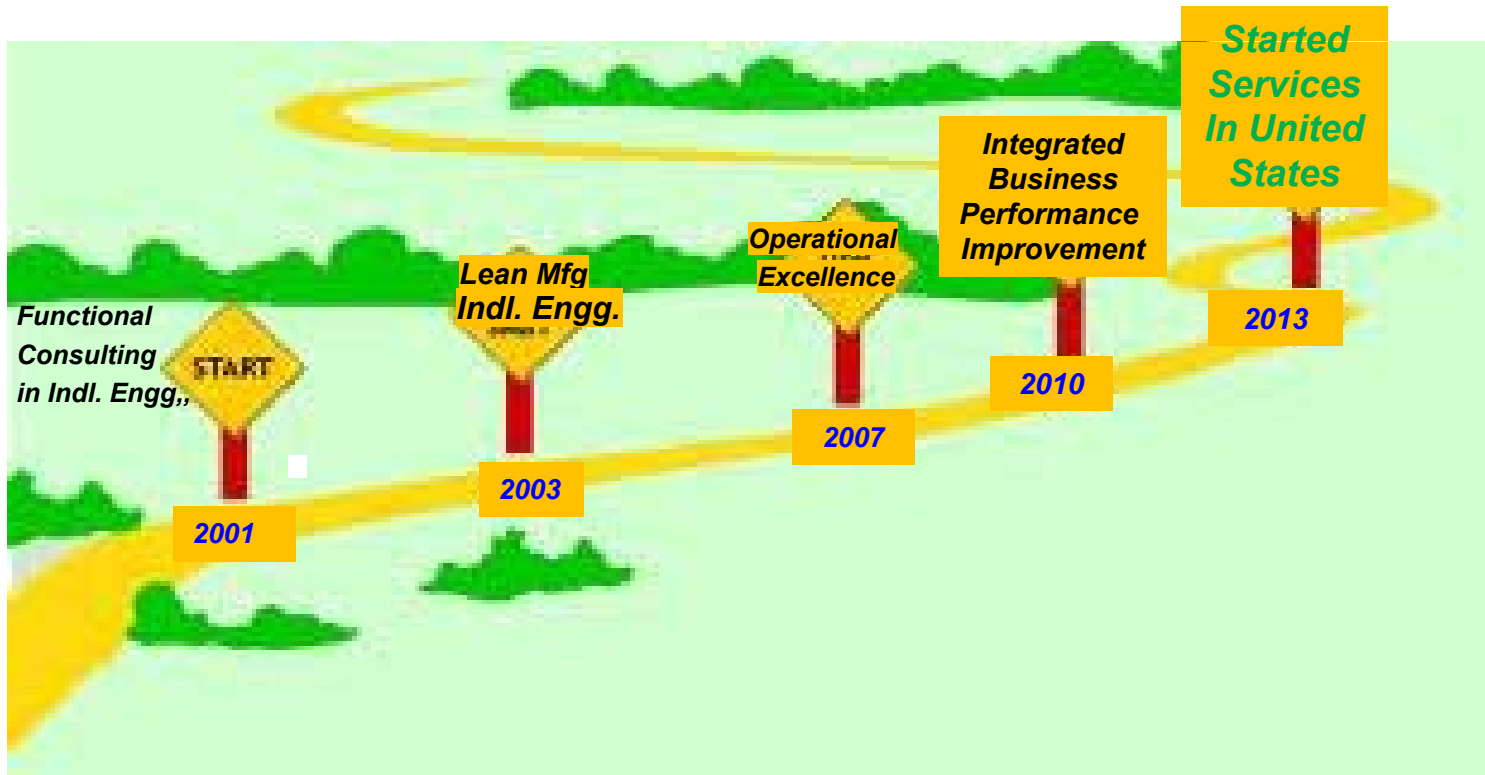 Started
Services
In United
States
Integrated
Business
Performance
Improvement
Operational
Excellence
Lean Mfg
Indl. Engg.
Functional
Consulting
in Indl. Engg,,
START
2013
2010
2007
2003
2001